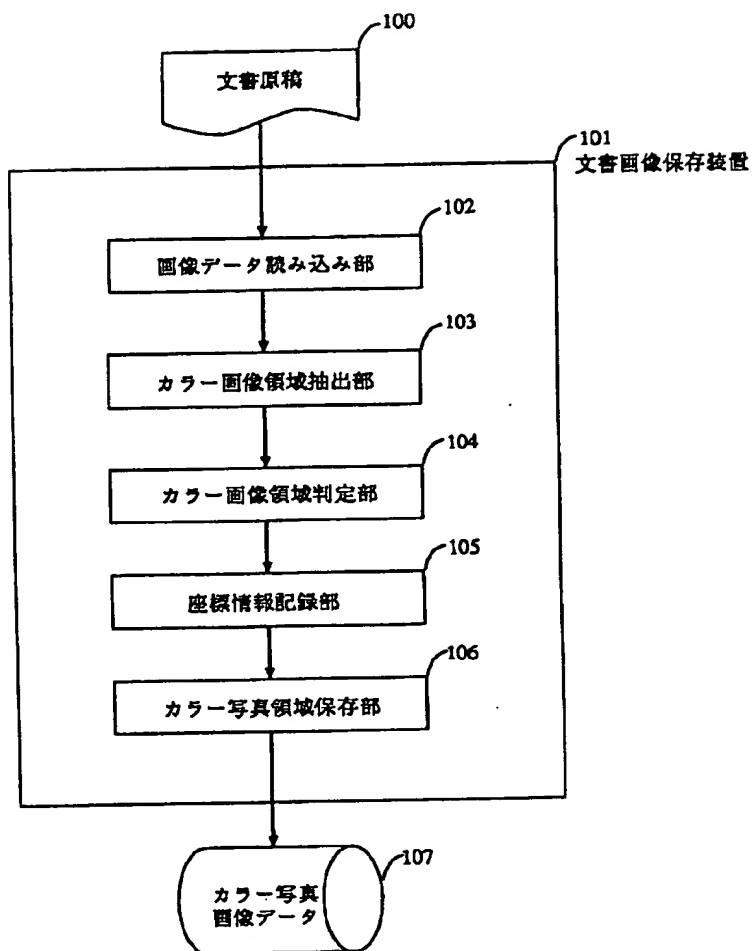 100
文書原稿
101
文書画像保存装置
102
画像データ読み込み部
103
カラー画像領域抽出部
104
カラー画像領域判定部
105
座標情報記録部
106
カラー写真領域保存部
107
カラー写真
画像データ